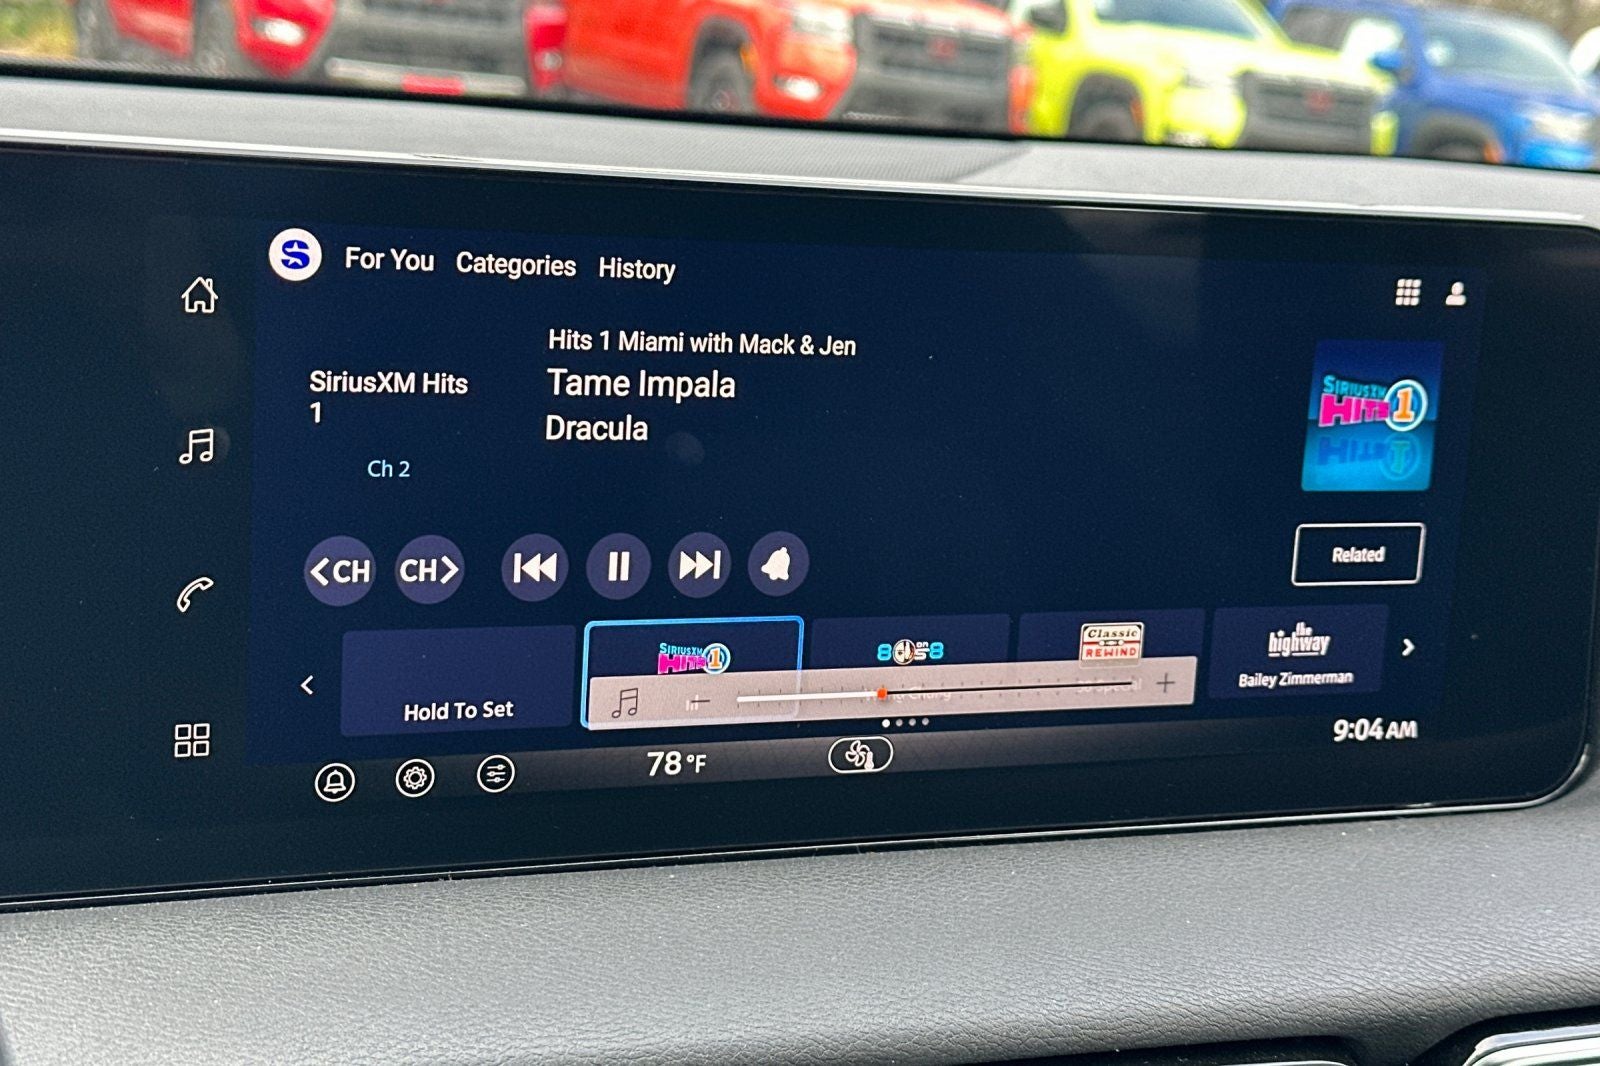 For You Categories History
Hits 1 Miami with Mack & Jen
SiriusXM Hits
1
Tame Impala
Dracula
Ch 2
SIRIUSXM
HITS 1
Related
<CH CH>
Hold To Set
SIRIUSXM
HITS 1
80s on 8
Classic
REWIND
38 Special
the
highway
Bailey Zimmerman
78°F
9:04 AM